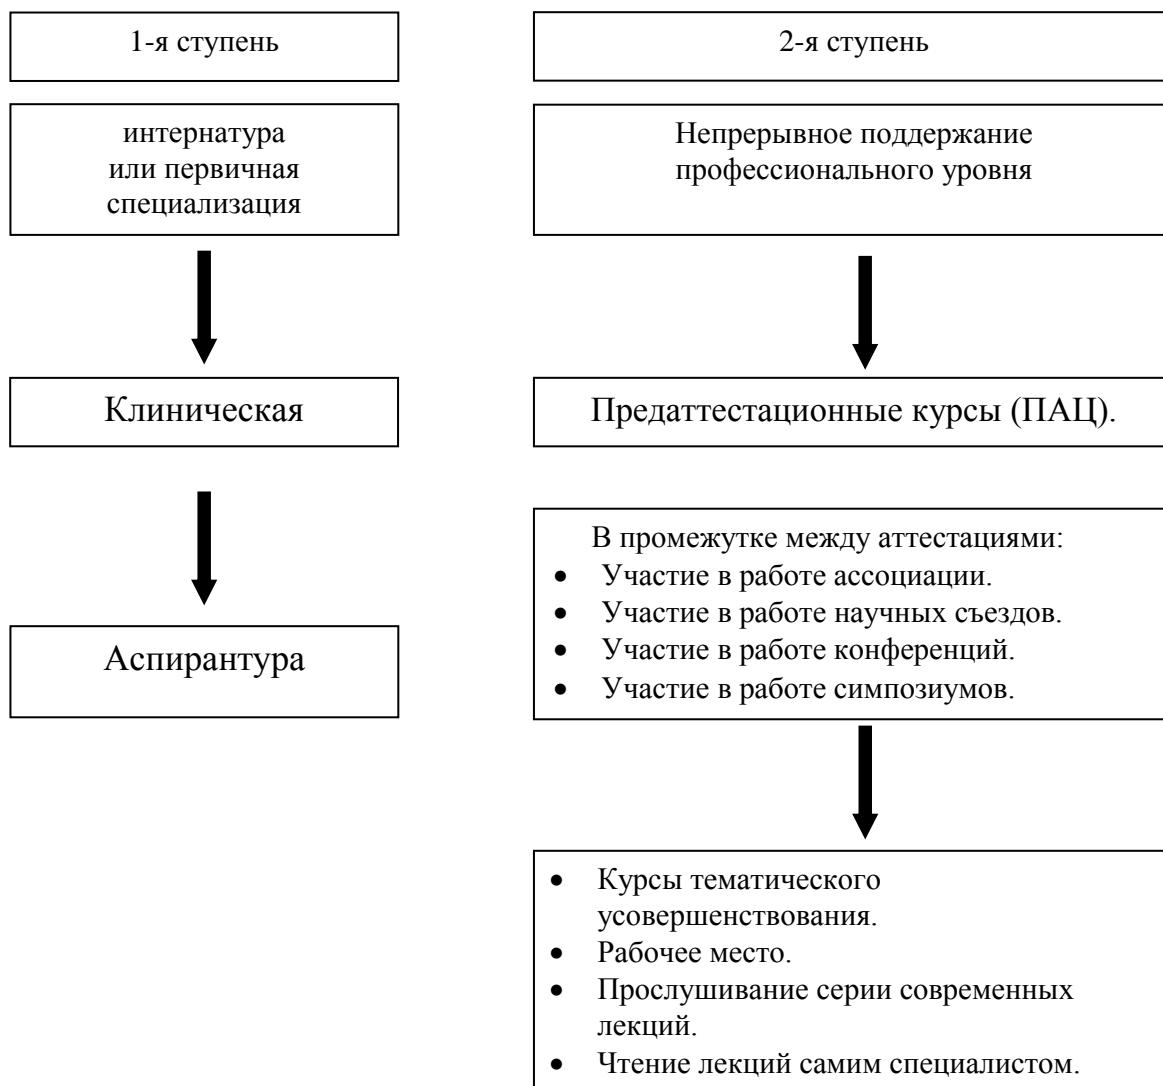 1-я ступень
интернатура
или первичная
специализация
Клиническая
Аспирантура
2-я ступень
Непрерывное поддержание
профессионального уровня
Предаттестационные курсы (ПАЦ).
В промежутке между аттестациями:
• Участие в работе ассоциации.
• Участие в работе научных съездов.
• Участие в работе конференций.
• Участие в работе симпозиумов.
• Курсы тематического
усовершенствования.
• Рабочее место.
• Прослушивание серии современных
лекций.
• Чтение лекций самим специалистом.